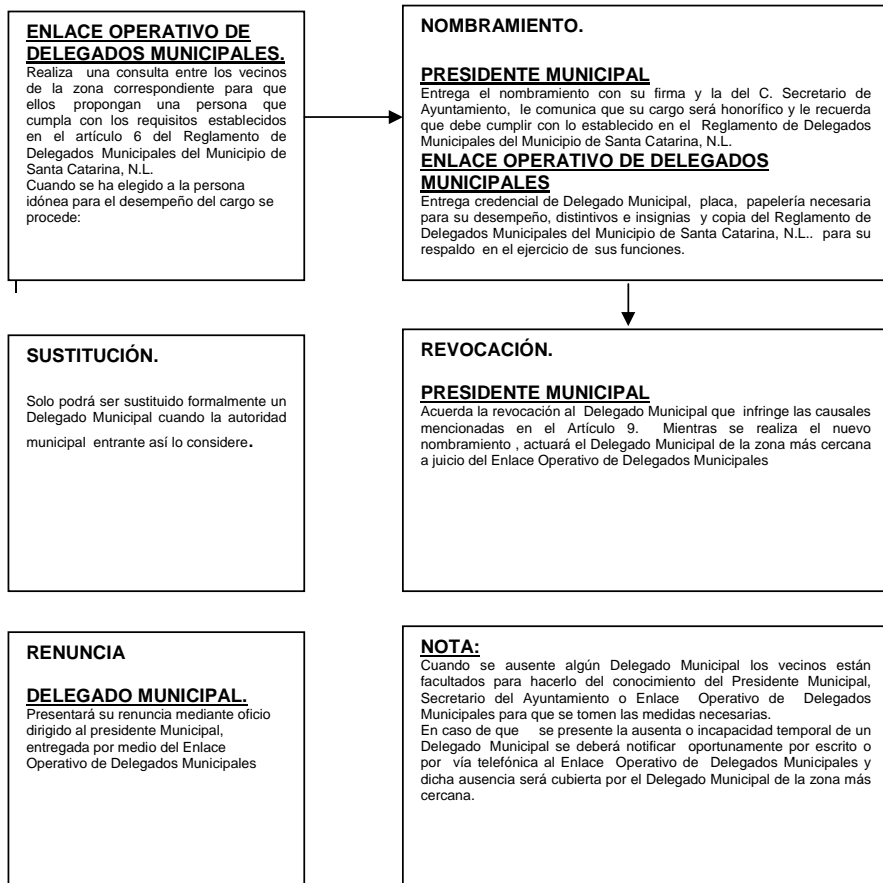 ENLACE OPERATIVO DE
DELEGADOS MUNICIPALES.
Realiza una consulta entre los vecinos
de la zona correspondiente para que
ellos propongan una persona que
cumpla con los requisitos establecidos
en el artículo 6 del Reglamento de
Delegados Municipales del Municipio de
Santa Catarina, N.L.
Cuando se ha elegido a la persona
idónea para el desempeño del cargo se
procede:
NOMBRAMIENTO.
PRESIDENTE MUNICIPAL
Entrega el nombramiento con su firma y la del C. Secretario de
Ayuntamiento, le comunica que su cargo será honorífico y le recuerda
que debe cumplir con lo establecido en el Reglamento de Delegados
Municipales del Municipio de Santa Catarina, N.L.
ENLACE OPERATIVO DE DELEGADOS
MUNICIPALES
Entrega credencial de Delegado Municipal, placa, papelería necesaria
para su desempeño, distintivos e insignias y copia del Reglamento de
Delegados Municipales del Municipio de Santa Catarina, N.L.. para su
respaldo en el ejercicio de sus funciones.
SUSTITUCIÓN.
Solo podrá ser sustituido formalmente un
Delegado Municipal cuando la autoridad
municipal entrante así lo considere.
REVOCACIÓN.
PRESIDENTE MUNICIPAL
Acuerda la revocación al Delegado Municipal que infringe las causales
mencionadas en el Artículo 9. Mientras se realiza el nuevo
nombramiento , actuará el Delegado Municipal de la zona más cercana
a juicio del Enlace Operativo de Delegados Municipales
RENUNCIA
DELEGADO MUNICIPAL.
Presentará su renuncia mediante oficio
dirigido al presidente Municipal,
entregada por medio del Enlace
Operativo de Delegados Municipales
NOTA:
Cuando se ausente algún Delegado Municipal los vecinos están
facultados para hacerlo del conocimiento del Presidente Municipal,
Secretario del Ayuntamiento o Enlace Operativo de Delegados
Municipales para que se tomen las medidas necesarias.
En caso de que se presente la ausenta o incapacidad temporal de un
Delegado Municipal se deberá notificar oportunamente por escrito o
por vía telefónica al Enlace Operativo de Delegados Municipales y
dicha ausencia será cubierta por el Delegado Municipal de la zona más
cercana.